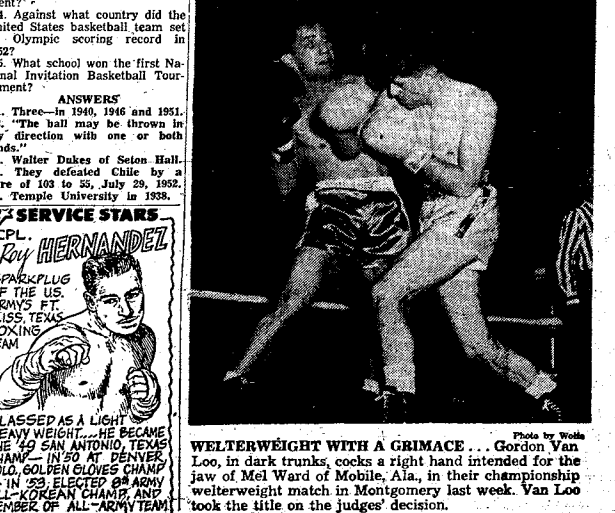 4. Against what country did the
United States basketball team set
Olympic scoring record in
52?
5. What school won the first Na-
nal Invitation Basketball Tour-
ment?
ANSWERS
. Three—in 1940, 1946 and 1951.
. "The ball may be thrown in
y direction with one or both
nds."
. Walter Dukes of Seton Hall.
. They defeated Chile by a
re of 103 to 55, July 29, 1952.
. Temple University in 1938.
SERVICE STARS
CPL.
Roy HERNANDEZ
SPARKPLUG
OF THE U.S.
ARMY'S FT.
BLISS, TEXAS
BOXING
TEAM
CLASSED AS A LIGHT
HEAVY WEIGHT....HE BECAME
THE '49 SAN ANTONIO, TEXAS
CHAMP—IN '50 AT DENVER,
COLO, GOLDEN GLOVES CHAMP
- IN '53, ELECTED 8th ARMY
ALL-KOREAN CHAMP, AND
MEMBER OF ALL-ARMY TEAM
Photo by Wolfe
WELTERWEIGHT WITH A GRIMACE . . . Gordon Van
Loo, in dark trunks, cocks a right hand intended for the
jaw of Mel Ward of Mobile, Ala., in their championship
welterweight match in Montgomery last week. Van Loo
took the title on the judges' decision.